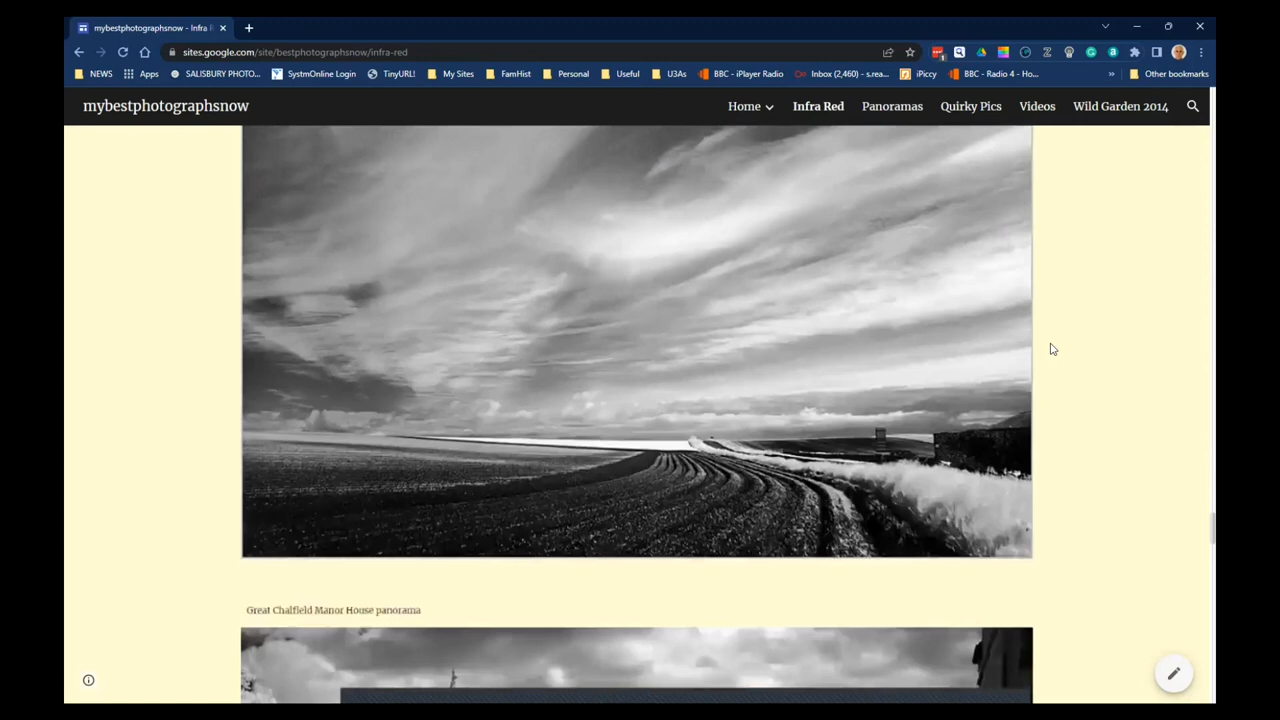 mybestphotographsnow - Infra R
sites.google.com/site/bestphotographsnow/infra-red
NEWS Apps SALISBURY PHOTO... SystmOnline Login TinyURL! My Sites FamHist Personal Useful U3As BBC - iPlayer Radio Inbox (2,460) - s.rea... iPiccy BBC - Radio 4 - Ho... » Other bookmarks
mybestphotographsnow Home Infra Red Panoramas Quirky Pics Videos Wild Garden 2014
Great Chalfield Manor House panorama